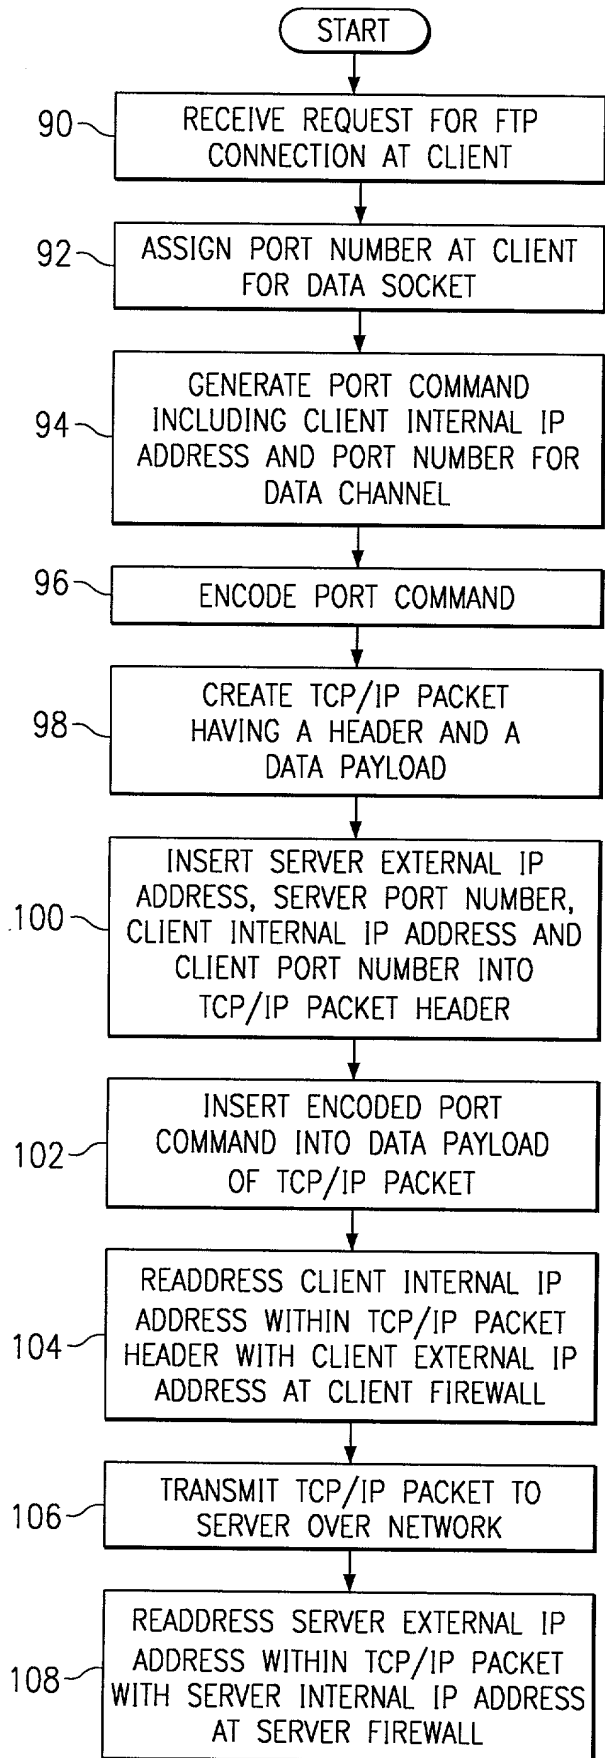 START
90
RECEIVE REQUEST FOR FTP
CONNECTION AT CLIENT
92
ASSIGN PORT NUMBER AT CLIENT
FOR DATA SOCKET
94
GENERATE PORT COMMAND
INCLUDING CLIENT INTERNAL IP
ADDRESS AND PORT NUMBER FOR
DATA CHANNEL
96
ENCODE PORT COMMAND
98
CREATE TCP/IP PACKET
HAVING A HEADER AND A
DATA PAYLOAD
100
INSERT SERVER EXTERNAL IP
ADDRESS, SERVER PORT NUMBER,
CLIENT INTERNAL IP ADDRESS AND
CLIENT PORT NUMBER INTO
TCP/IP PACKET HEADER
102
INSERT ENCODED PORT
COMMAND INTO DATA PAYLOAD
OF TCP/IP PACKET
104
READDRESS CLIENT INTERNAL IP
ADDRESS WITHIN TCP/IP PACKET
HEADER WITH CLIENT EXTERNAL IP
ADDRESS AT CLIENT FIREWALL
106
TRANSMIT TCP/IP PACKET TO
SERVER OVER NETWORK
108
READDRESS SERVER EXTERNAL IP
ADDRESS WITHIN TCP/IP PACKET
WITH SERVER INTERNAL IP ADDRESS
AT SERVER FIREWALL